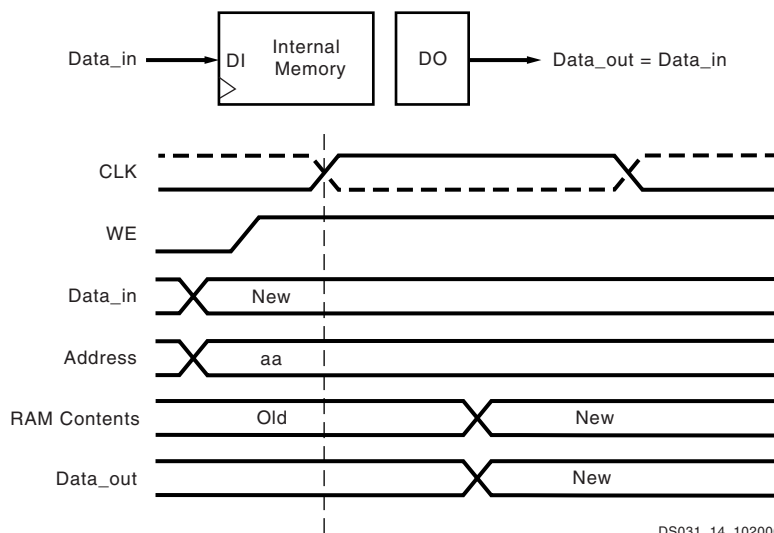 Data_in
DI
Internal
Memory
DO
Data_out = Data_in
CLK
WE
Data_in
New
Address
aa
RAM Contents
Old
New
Data_out
New
DS031_14_10200